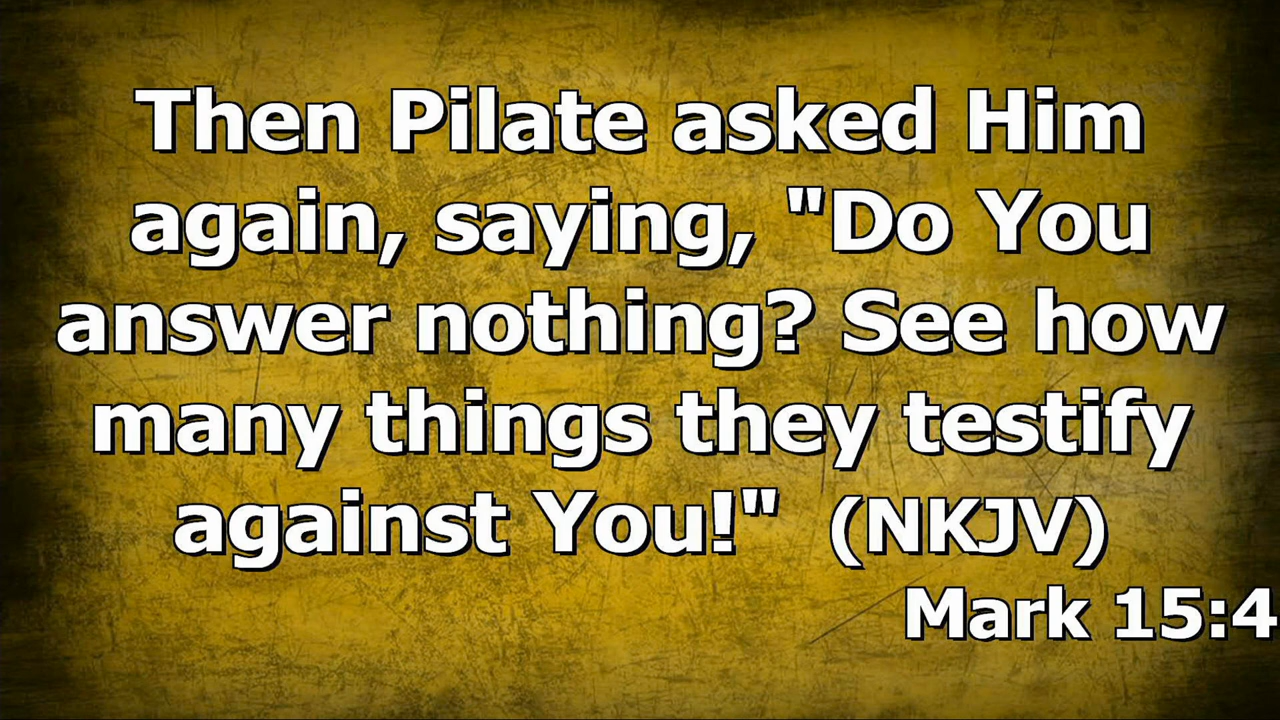 Then Pilate asked Him
again, saying, "Do You
answer nothing? See how
many things they testify
against You!" (NKJV)
Mark 15:4